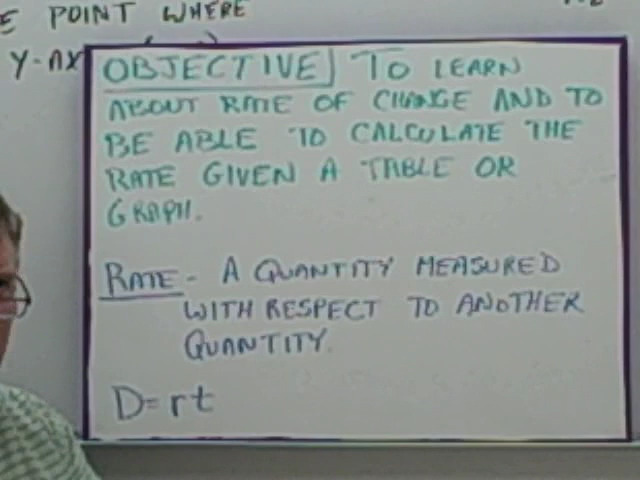 E POINT WHERE
Y-AX
OBJECTIVE TO LEARN
ABOUT RATE OF CHANGE AND TO
BE ABLE TO CALCULATE THE
RATE GIVEN A TABLE OR
GRAPH.
RATE - A QUANTITY MEASURED
WITH RESPECT TO ANOTHER
QUANTITY.
D=rt